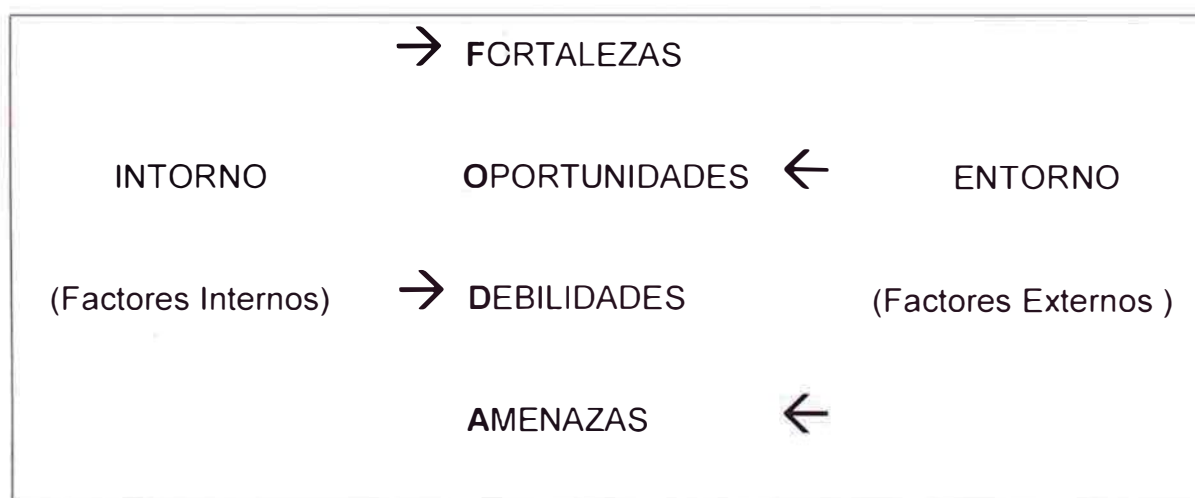 → FORTALEZAS
INTORNO OPORTUNIDADES ← ENTORNO
(Factores Internos) → DEBILIDADES (Factores Externos )
AMENAZAS ←